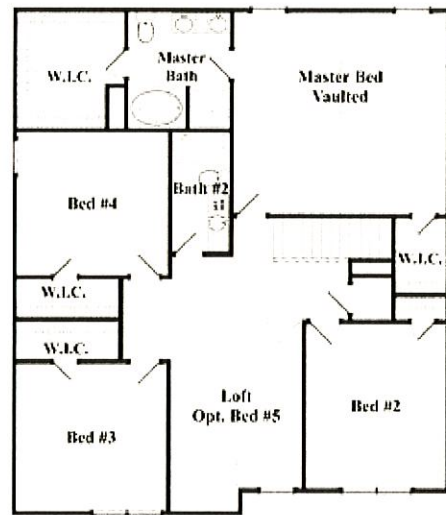 W.I.C.
Master
Bath
Master Bed
Vaulted
Bed #4
Bath #2
W.I.C.
W.I.C.
W.I.C.
Loft
Opt. Bed #5
Bed #2
Bed #3